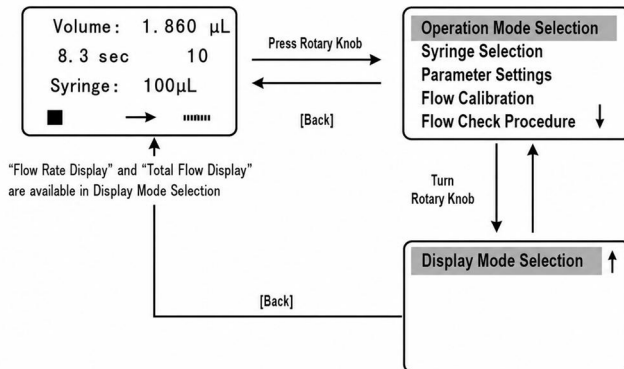 Volume: 1.860 μL
8.3 sec 10
Syringe: 100μL
Press Rotary Knob
[Back]
Operation Mode Selection
Syringe Selection
Parameter Settings
Flow Calibration
Flow Check Procedure
“Flow Rate Display” and “Total Flow Display”
are available in Display Mode Selection
Turn
Rotary Knob
Display Mode Selection
[Back]